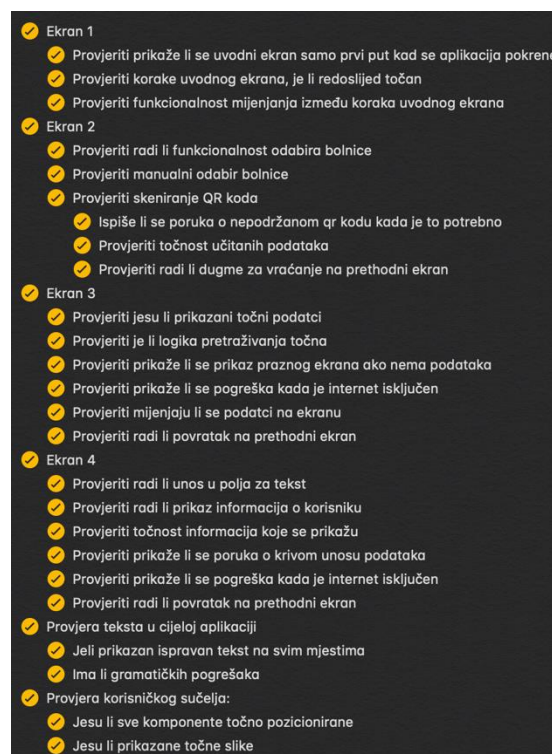 Ekran 1
Provjeriti prikaže li se uvodni ekran samo prvi put kad se aplikacija pokrene
Provjeriti korake uvodnog ekrana, je li redoslijed točan
Provjeriti funkcionalnost mijenjanja između koraka uvodnog ekrana
Ekran 2
Provjeriti radi li funkcionalnost odabira bolnice
Provjeriti manualni odabir bolnice
Provjeriti skeniranje QR koda
Ispiše li se poruka o nepodržanom qr kodu kada je to potrebno
Provjeriti točnost učitanih podataka
Provjeriti radi li dugme za vraćanje na prethodni ekran
Ekran 3
Provjeriti jesu li prikazani točni podatci
Provjeriti je li logika pretraživanja točna
Provjeriti prikaže li se prikaz praznog ekrana ako nema podataka
Provjeriti prikaže li se pogreška kada je internet isključen
Provjeriti mijenjaju li se podatci na ekranu
Provjeriti radi li povratak na prethodni ekran
Ekran 4
Provjeriti radi li unos u polja za tekst
Provjeriti radi li prikaz informacija o korisniku
Provjeriti točnost informacija koje se prikažu
Provjeriti prikaže li se poruka o krivom unosu podataka
Provjeriti prikaže li se pogreška kada je internet isključen
Provjeriti radi li povratak na prethodni ekran
Provjera teksta u cijeloj aplikaciji
Jeli prikazan ispravan tekst na svim mjestima
Ima li gramatičkih pogrešaka
Provjera korisničkog sučelja:
Jesu li sve komponente točno pozicionirane
Jesu li prikazane točne slike